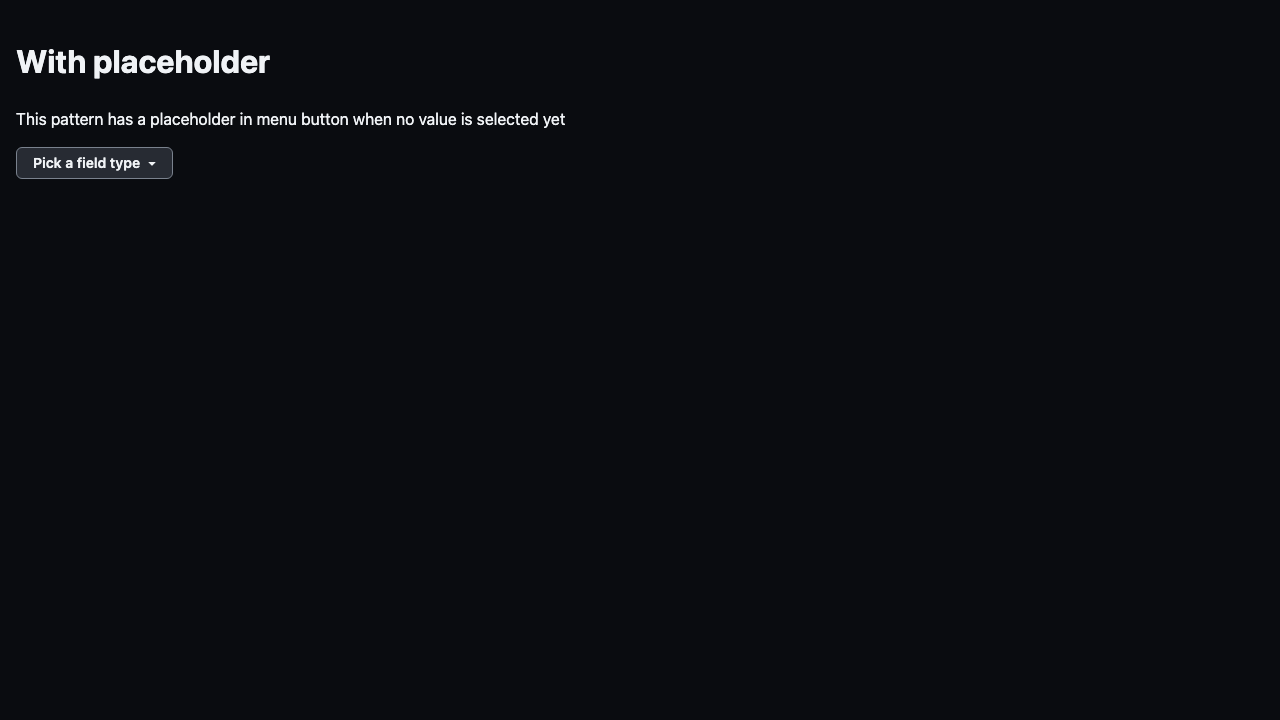 With placeholder
This pattern has a placeholder in menu button when no value is selected yet
Pick a field type